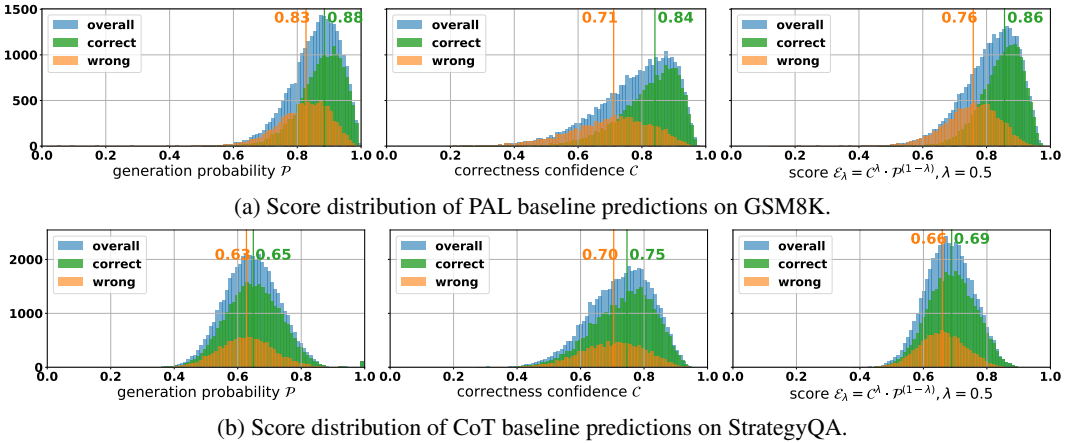 0.83 0.88 0.71 0.84 0.76 0.86
1500 overall overall overall
correct correct correct
1000 wrong wrong wrong
500
0
0.0 0.2 0.4 0.6 0.8 1.0 0.0 0.2 0.4 0.6 0.8 1.0 0.0 0.2 0.4 0.6 0.8 1.0
generation probability 𝒫 correctness confidence 𝒞 score ℰλ = 𝒞^λ · 𝒫^(1−λ), λ = 0.5
(a) Score distribution of PAL baseline predictions on GSM8K.
overall 0.63 0.65 overall 0.70 0.75 overall 0.66 0.69
2000 correct correct correct
wrong wrong wrong
1000
0
0.0 0.2 0.4 0.6 0.8 1.0 0.0 0.2 0.4 0.6 0.8 1.0 0.0 0.2 0.4 0.6 0.8 1.0
generation probability 𝒫 correctness confidence 𝒞 score ℰλ = 𝒞^λ · 𝒫^(1−λ), λ = 0.5
(b) Score distribution of CoT baseline predictions on StrategyQA.